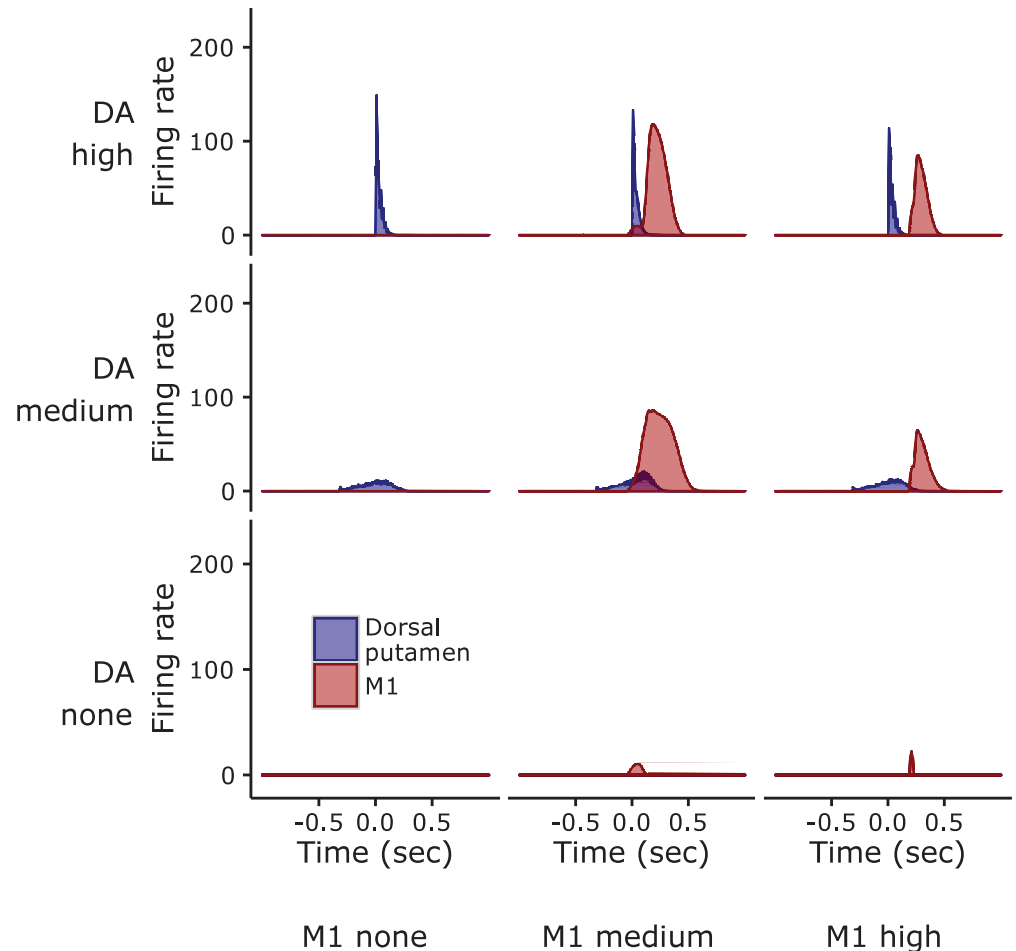 DA
high
Firing rate
200
100
0
DA
medium
Firing rate
200
100
0
DA
none
Firing rate
200
100
0
Dorsal
putamen
M1
-0.5 0.0 0.5
Time (sec)
-0.5 0.0 0.5
Time (sec)
-0.5 0.0 0.5
Time (sec)
M1 none
M1 medium
M1 high